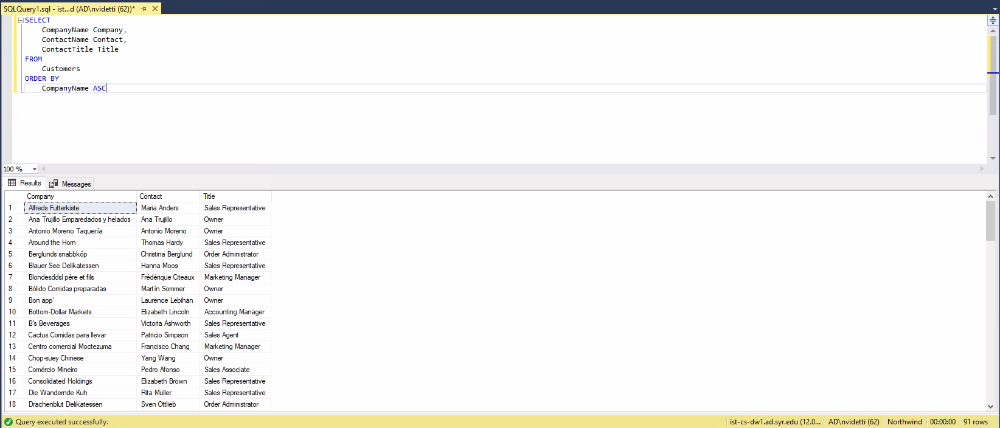 SQLQuery1.sql - ist...d (AD\nvidetti (62))*
SELECT
CompanyName Company,
ContactName Contact,
ContactTitle Title
FROM
Customers
ORDER BY
CompanyName ASC
100 %
Results Messages
Company Contact Title
1 Alfreds Futterkiste Maria Anders Sales Representative
2 Ana Trujillo Emparedados y helados Ana Trujillo Owner
3 Antonio Moreno Taquería Antonio Moreno Owner
4 Around the Horn Thomas Hardy Sales Representative
5 Berglunds snabbköp Christina Berglund Order Administrator
6 Blauer See Delikatessen Hanna Moos Sales Representative
7 Blondesddsl père et fils Frédérique Citeaux Marketing Manager
8 Bólido Comidas preparadas Martín Sommer Owner
9 Bon app' Laurence Lebihan Owner
10 Bottom-Dollar Markets Elizabeth Lincoln Accounting Manager
11 B's Beverages Victoria Ashworth Sales Representative
12 Cactus Comidas para llevar Patricio Simpson Sales Agent
13 Centro comercial Moctezuma Francisco Chang Marketing Manager
14 Chop-suey Chinese Yang Wang Owner
15 Comércio Mineiro Pedro Afonso Sales Associate
16 Consolidated Holdings Elizabeth Brown Sales Representative
17 Die Wandernde Kuh Rita Müller Sales Representative
18 Drachenblut Delikatessen Sven Ottlieb Order Administrator
Query executed successfully. ist-cs-dw1.ad.syr.edu (12.0... AD\nvidetti (62) Northwind 00:00:00 91 rows